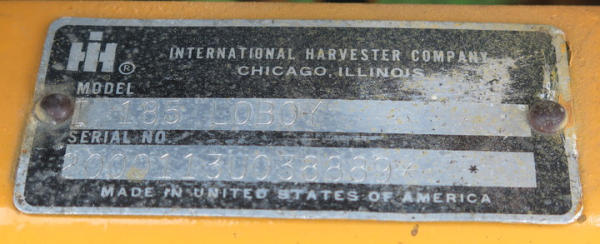 IH ®
INTERNATIONAL HARVESTER COMPANY
CHICAGO, ILLINOIS
MODEL
I 185 LOBOY
SERIAL NO
MADE IN UNITED STATES OF AMERICA